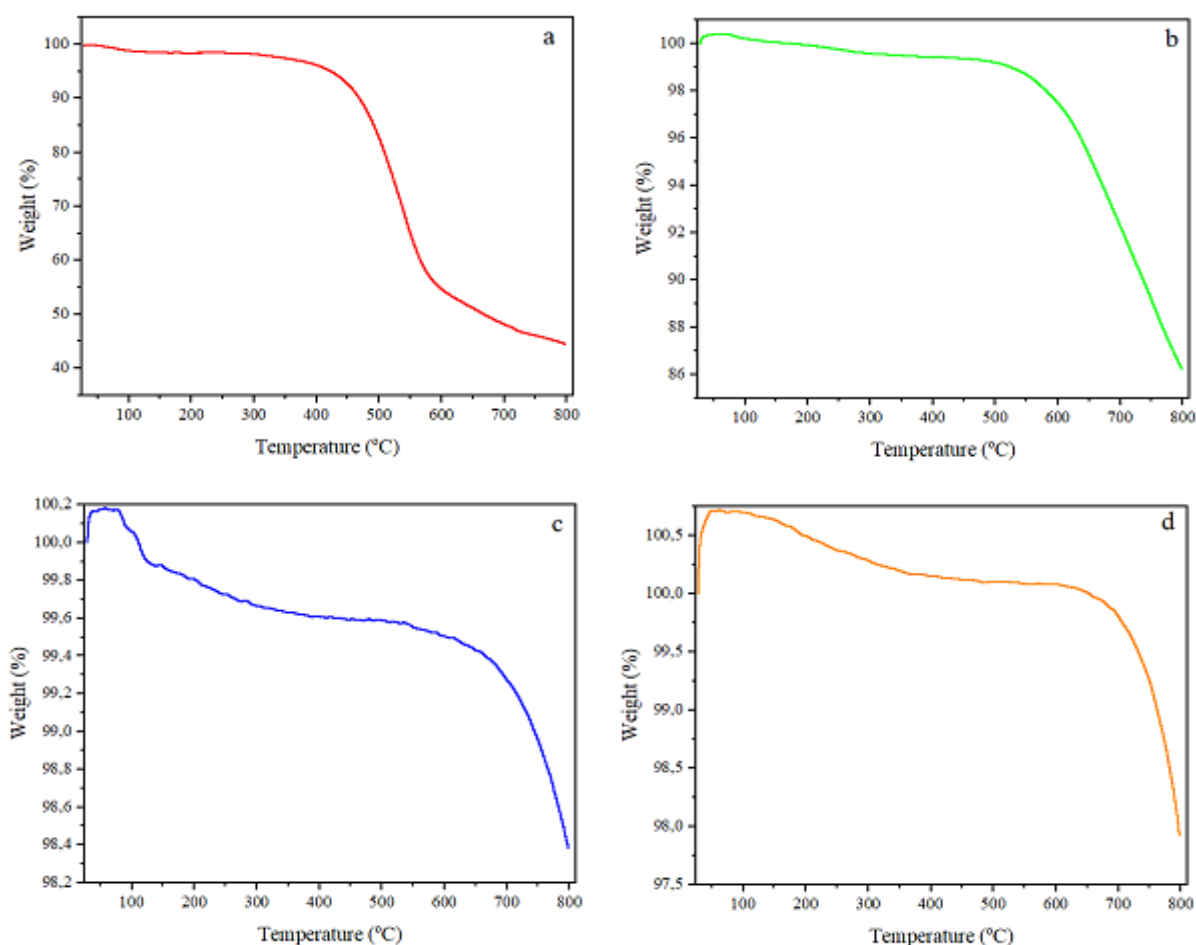 a
100
90
80
70
60
50
40
Weight (%)
100 200 300 400 500 600 700 800
Temperature (°C)
b
100
98
96
94
92
90
88
86
Weight (%)
100 200 300 400 500 600 700 800
Temperature (°C)
c
100,2
100,0
99,8
99,6
99,4
99,2
99,0
98,8
98,6
98,4
98,2
Weight (%)
100 200 300 400 500 600 700 800
Temperature (°C)
d
100,5
100,0
99,5
99,0
98,5
98,0
97,5
Weight (%)
100 200 300 400 500 600 700 800
Temperature (°C)